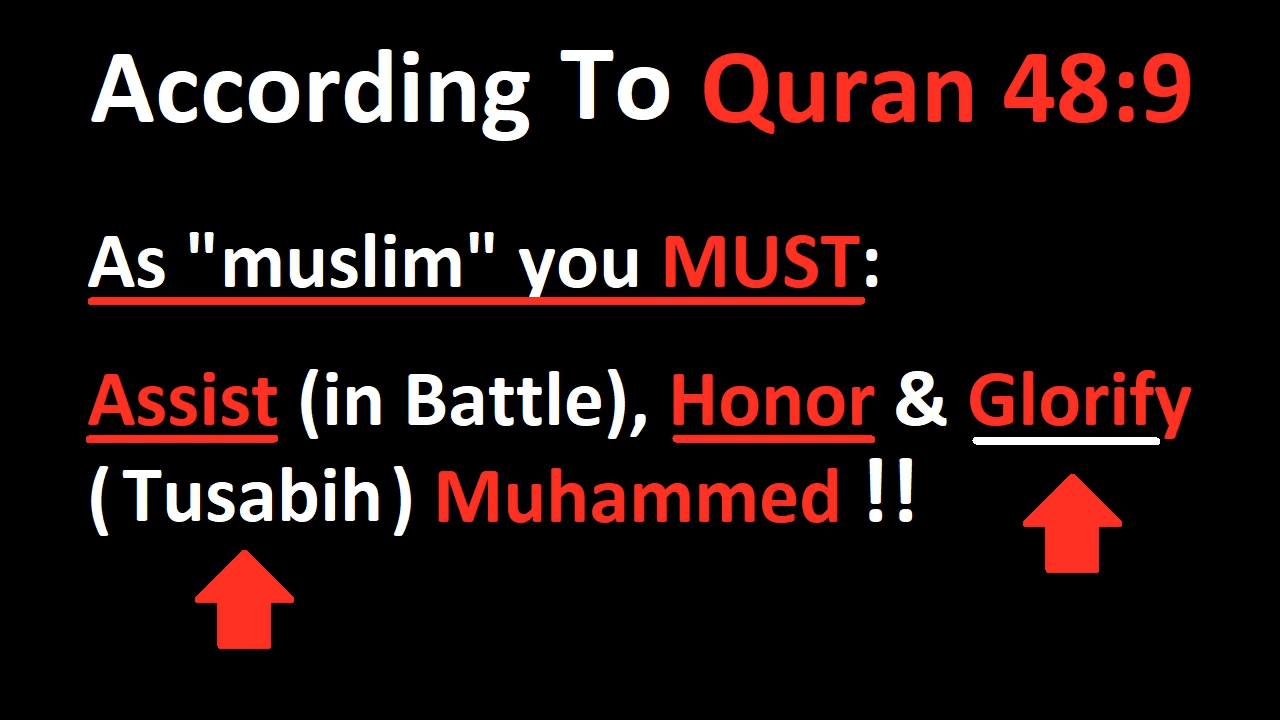 According To Quran 48:9
As "muslim" you MUST:
Assist (in Battle), Honor & Glorify
(Tusabih) Muhammed !!